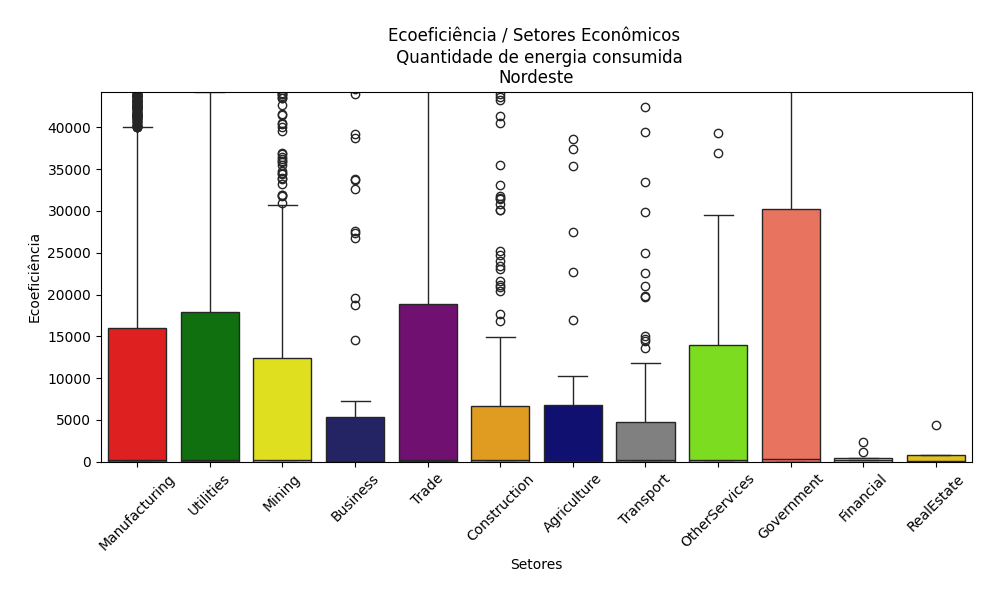 Ecoeficiência / Setores Econômicos
Quantidade de energia consumida
Nordeste
Ecoeficiência
40000
35000
30000
25000
20000
15000
10000
5000
0
Manufacturing
Utilities
Mining
Business
Trade
Construction
Agriculture
Transport
OtherServices
Government
Financial
RealEstate
Setores